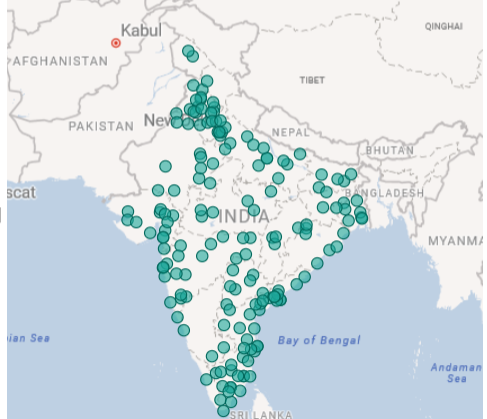 Kabul
QINGHAI
AFGHANISTAN
TIBET
PAKISTAN
New
NEPAL
BHUTAN
scat
BANGLADESH
INDIA
MYANMA
ian Sea
Bay of Bengal
Andaman
Sea
SRI LANKA